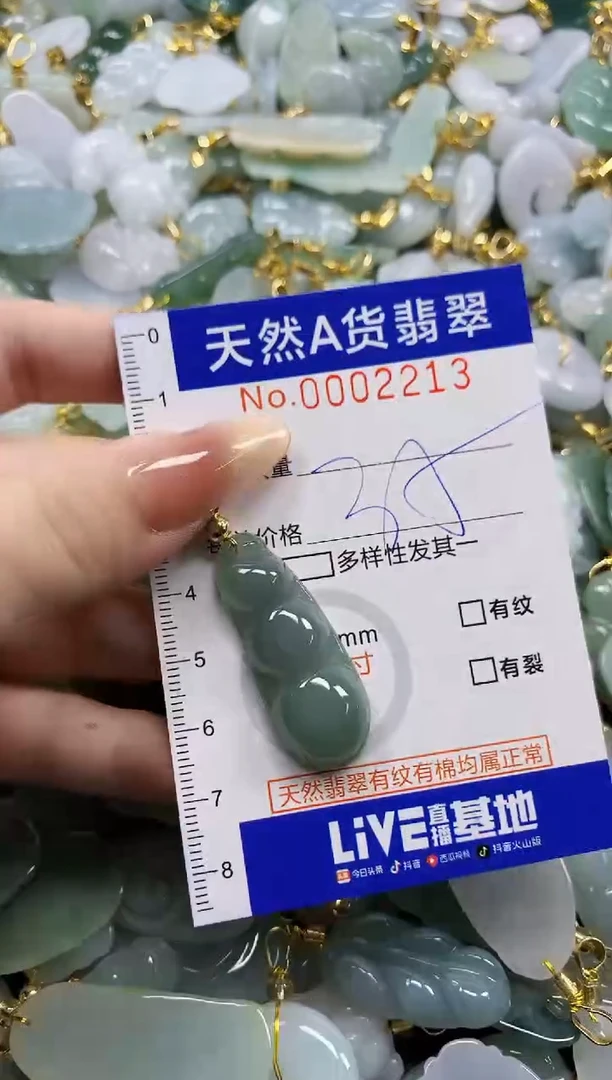 天然A货翡翠
No.0002213
量
价格
多样性发其一
mm
寸
有纹
有裂
天然翡翠有纹有棉均属正常
LIVE直播基地
今日头条 抖音 西瓜视频 抖音火山版
0
1
4
5
6
7
8